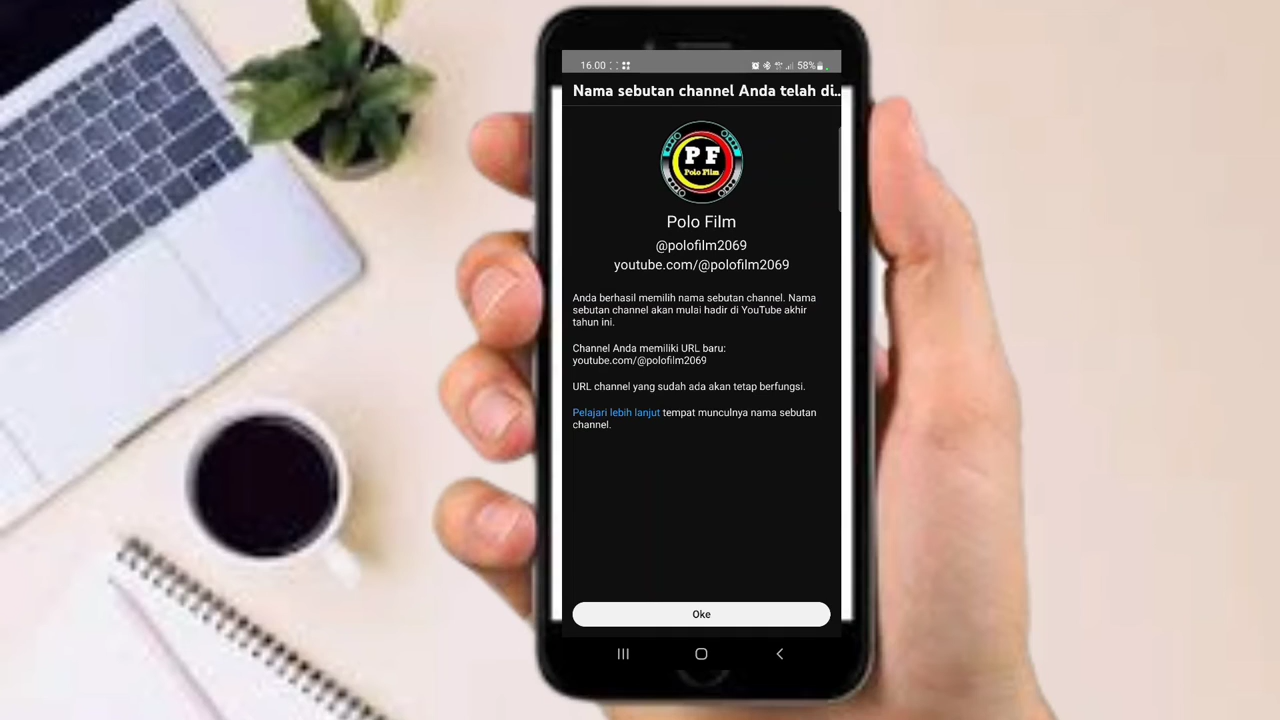 16.00
58%
Nama sebutan channel Anda telah di..
P F
Polo Film
Polo Film
@polofilm2069
youtube.com/@polofilm2069
Anda berhasil memilih nama sebutan channel. Nama
sebutan channel akan mulai hadir di YouTube akhir
tahun ini.
Channel Anda memiliki URL baru:
youtube.com/@polofilm2069
URL channel yang sudah ada akan tetap berfungsi.
Pelajari lebih lanjut tempat munculnya nama sebutan
channel.
Oke